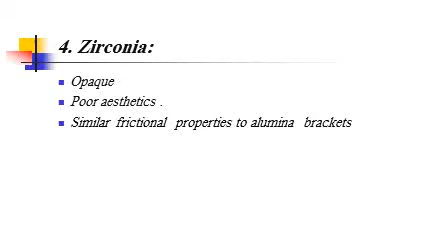 4. Zirconia:
Opaque
Poor aesthetics .
Similar frictional properties to alumina brackets